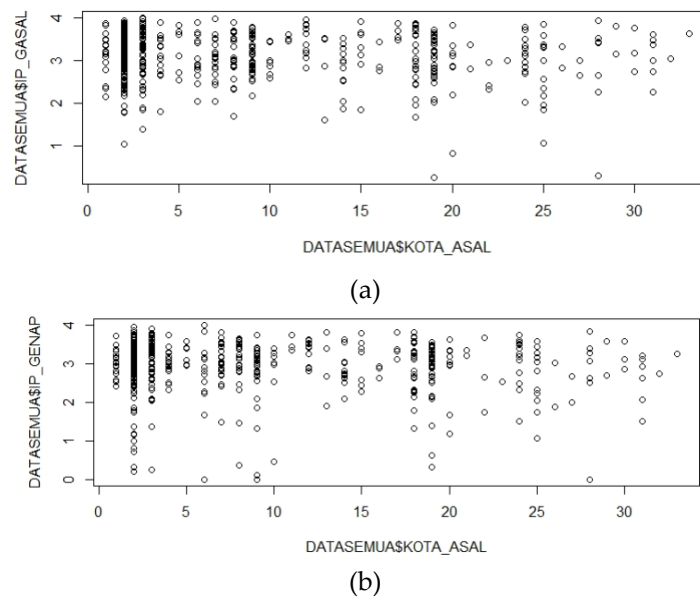 4
3
2
1
DATASEMUA$IP_GASAL
0 5 10 15 20 25 30
DATASEMUA$KOTA_ASAL
(a)
4
3
2
1
0
DATASEMUA$IP_GENAP
0 5 10 15 20 25 30
DATASEMUA$KOTA_ASAL
(b)